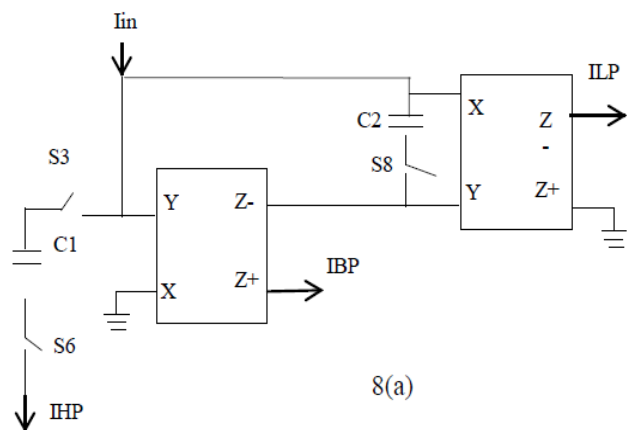 Iin
ILP
X
Z
-
C2
S3
S8
Y
Z+
Y
Z-
C1
X
Z+
IBP
S6
8(a)
IHP